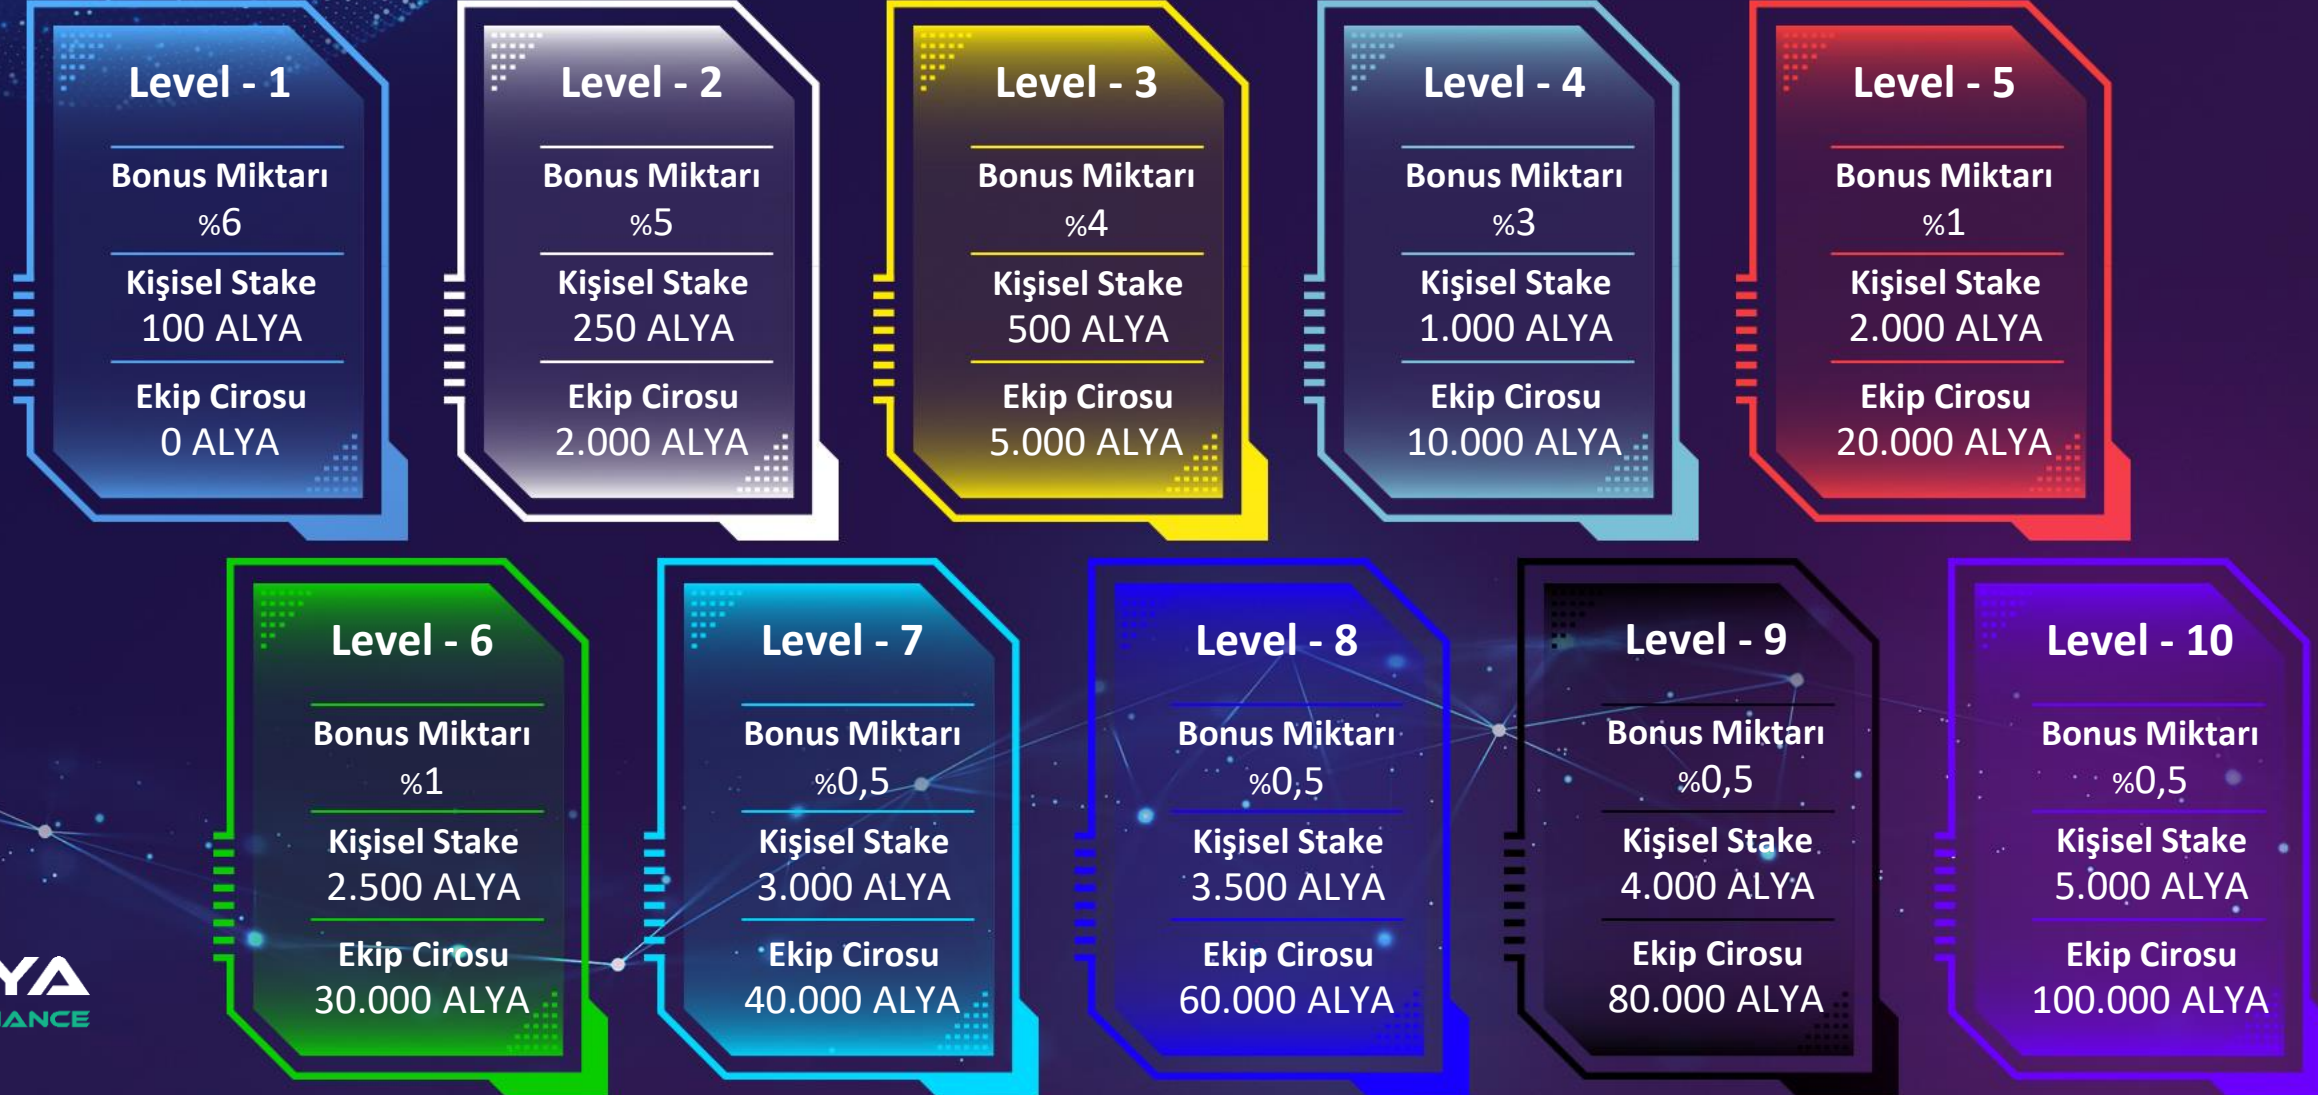 Level - 1
Bonus Miktarı
%6
Kişisel Stake
100 ALYA
Ekip Cirosu
0 ALYA
Level - 2
Bonus Miktarı
%5
Kişisel Stake
250 ALYA
Ekip Cirosu
2.000 ALYA
Level - 3
Bonus Miktarı
%4
Kişisel Stake
500 ALYA
Ekip Cirosu
5.000 ALYA
Level - 4
Bonus Miktarı
%3
Kişisel Stake
1.000 ALYA
Ekip Cirosu
10.000 ALYA
Level - 5
Bonus Miktarı
%1
Kişisel Stake
2.000 ALYA
Ekip Cirosu
20.000 ALYA
Level - 6
Bonus Miktarı
%1
Kişisel Stake
2.500 ALYA
Ekip Cirosu
30.000 ALYA
Level - 7
Bonus Miktarı
%0,5
Kişisel Stake
3.000 ALYA
Ekip Cirosu
40.000 ALYA
Level - 8
Bonus Miktarı
%0,5
Kişisel Stake
3.500 ALYA
Ekip Cirosu
60.000 ALYA
Level - 9
Bonus Miktarı
%0,5
Kişisel Stake
4.000 ALYA
Ekip Cirosu
80.000 ALYA
Level - 10
Bonus Miktarı
%0,5
Kişisel Stake
5.000 ALYA
Ekip Cirosu
100.000 ALYA